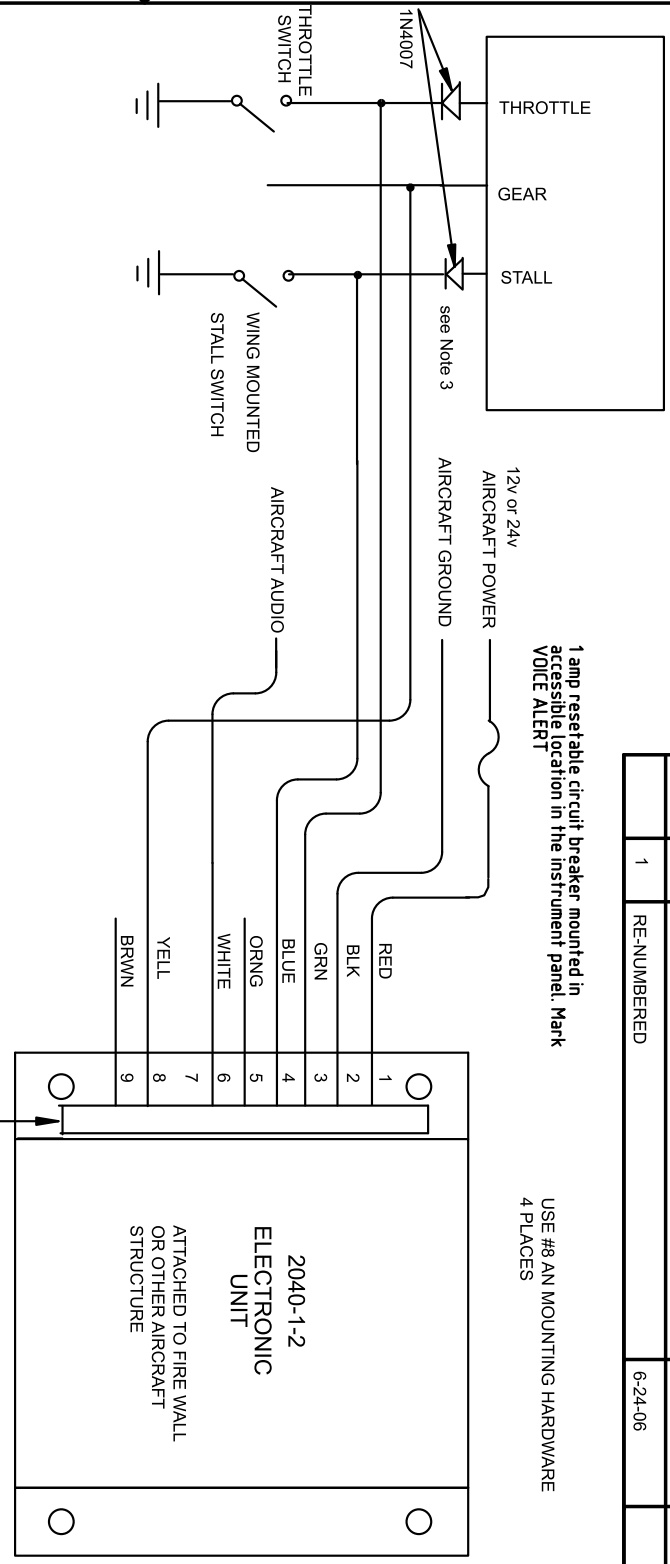 THROTTLE
SWITCH
1N4007
THROTTLE
GEAR
STALL
see Note 3
WING MOUNTED
STALL SWITCH
12v or 24v
AIRCRAFT POWER
AIRCRAFT GROUND
AIRCRAFT AUDIO
1 amp resetable circuit breaker mounted in
accessible location in the instrument panel. Mark
VOICE ALERT
1
RE-NUMBERED
6-24-06
RED
BLK
GRN
BLUE
ORNG
WHITE
YELL
BRWN
1
2
3
4
5
6
7
8
9
USE #8 AN MOUNTING HARDWARE
4 PLACES
2040-1-2
ELECTRONIC
UNIT
ATTACHED TO FIRE WALL
OR OTHER AIRCRAFT
STRUCTURE